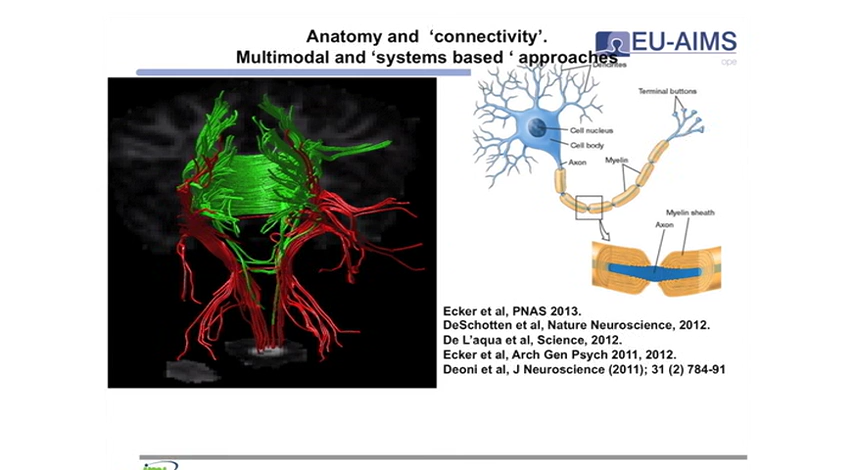 Anatomy and ‘connectivity’.
Multimodal and ‘systems based ‘ approaches
EU-AIMS
ope
Dendrites
Terminal buttons
Cell nucleus
Cell body
Axon
Myelin
Myelin sheath
Axon
Ecker et al, PNAS 2013.
DeSchotten et al, Nature Neuroscience, 2012.
De L’aqua et al, Science, 2012.
Ecker et al, Arch Gen Psych 2011, 2012.
Deoni et al, J Neuroscience (2011); 31 (2) 784-91